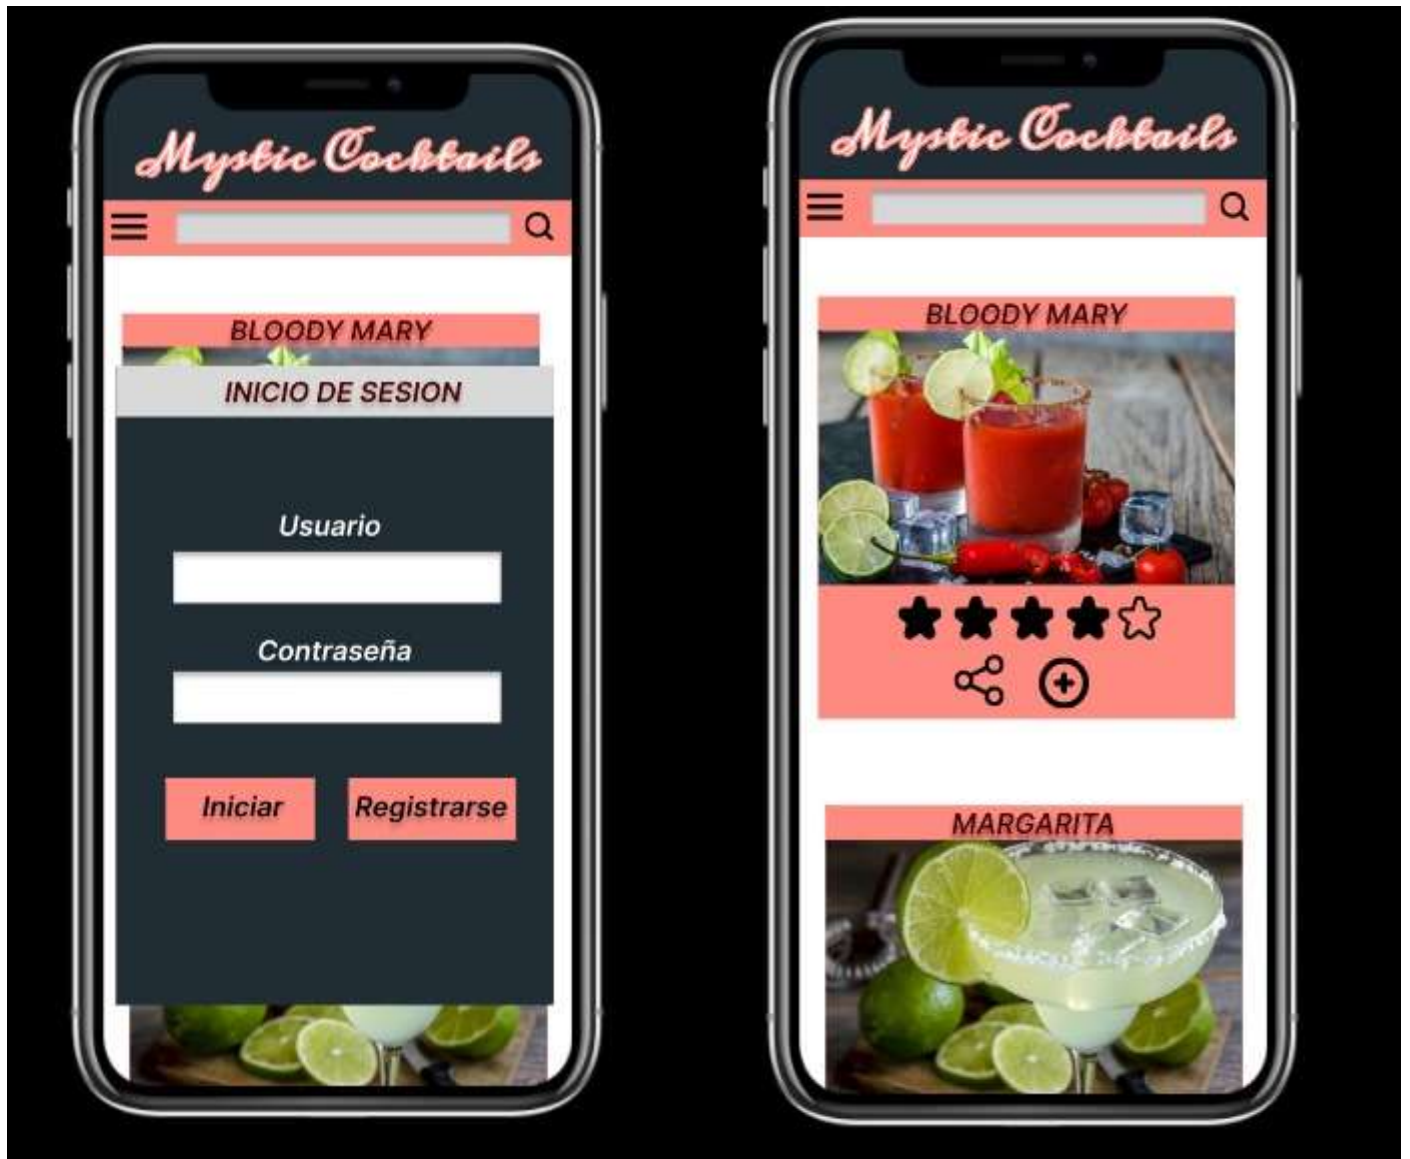 Mystic Cocktails
BLOODY MARY
INICIO DE SESION
Usuario
Contraseña
Iniciar
Registrarse
Mystic Cocktails
BLOODY MARY
MARGARITA